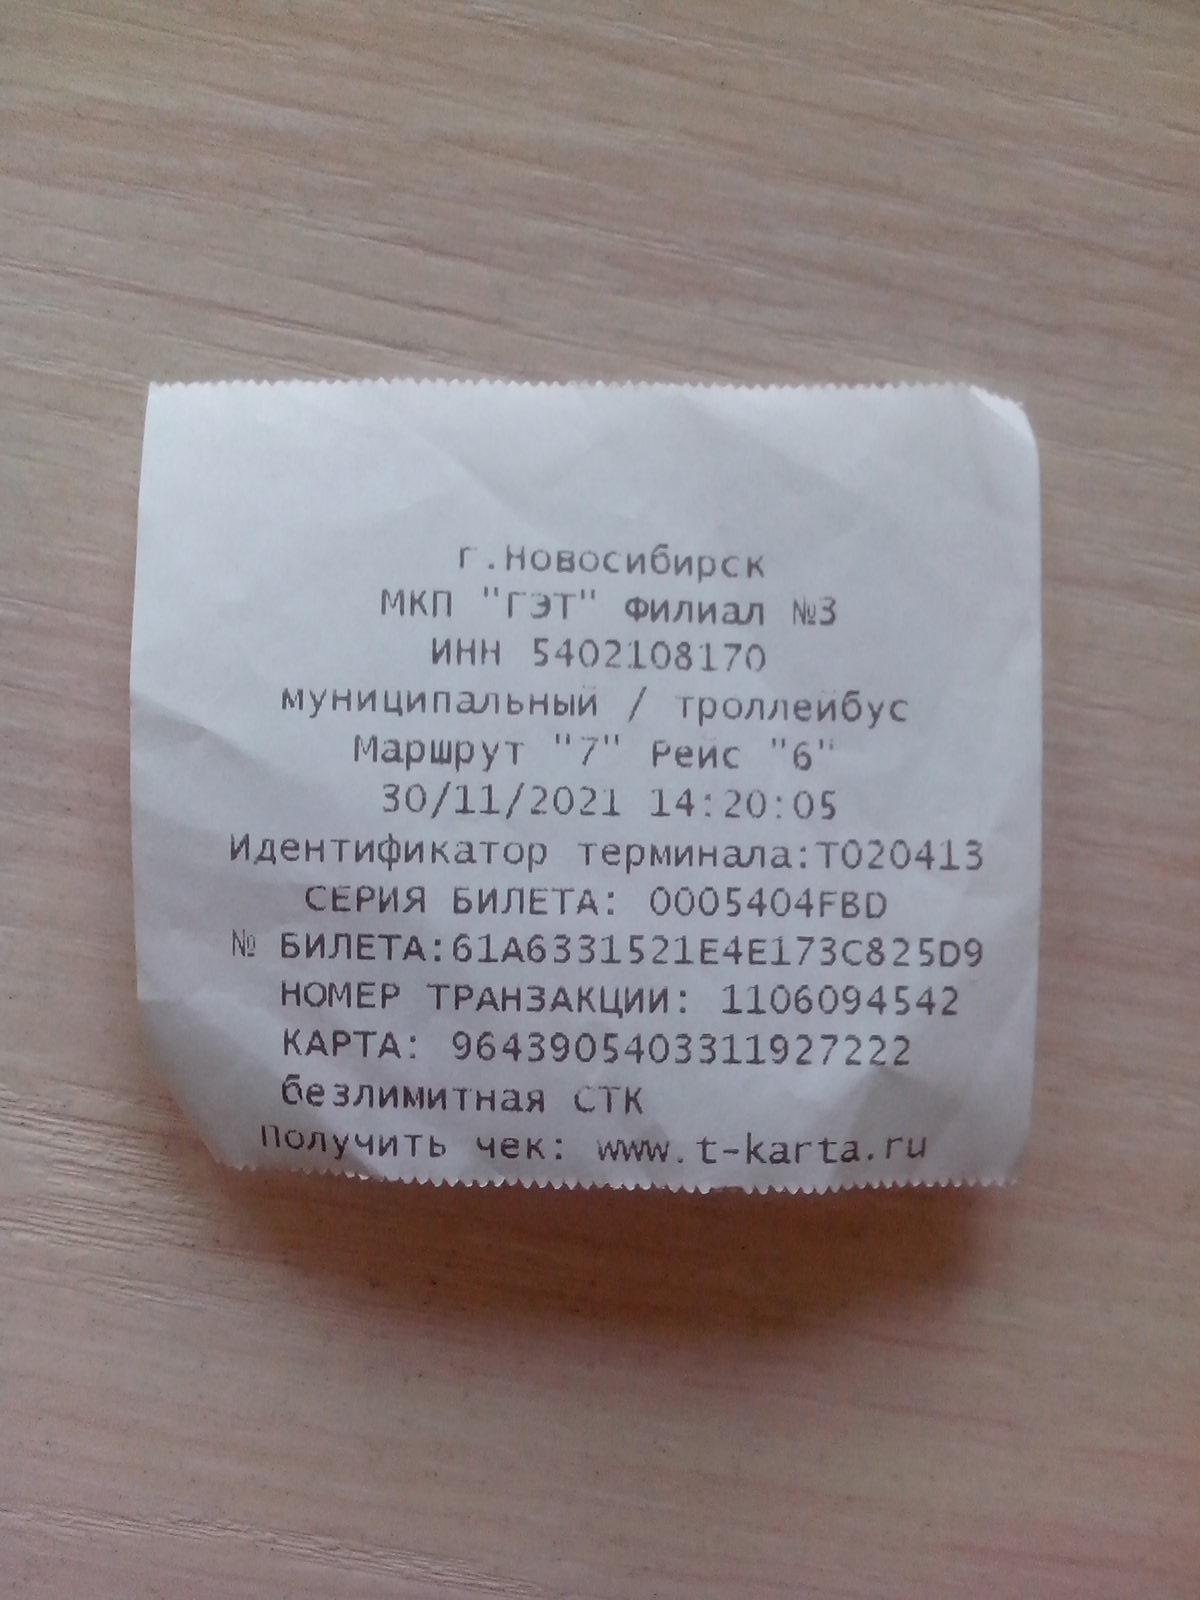 г.Новосибирск
МКП "ГЭТ" Филиал №3
ИНН 5402108170
муниципальный / троллейбус
Маршрут "7" Рейс "6"
30/11/2021 14:20:05
Идентификатор терминала:T020413
СЕРИЯ БИЛЕТА: 0005404FBD
№ БИЛЕТА:61A6331521E4E173C825D9
НОМЕР ТРАНЗАКЦИИ: 1106094542
КАРТА: 9643905403311927222
безлимитная СТК
Получить чек: www.t-karta.ru